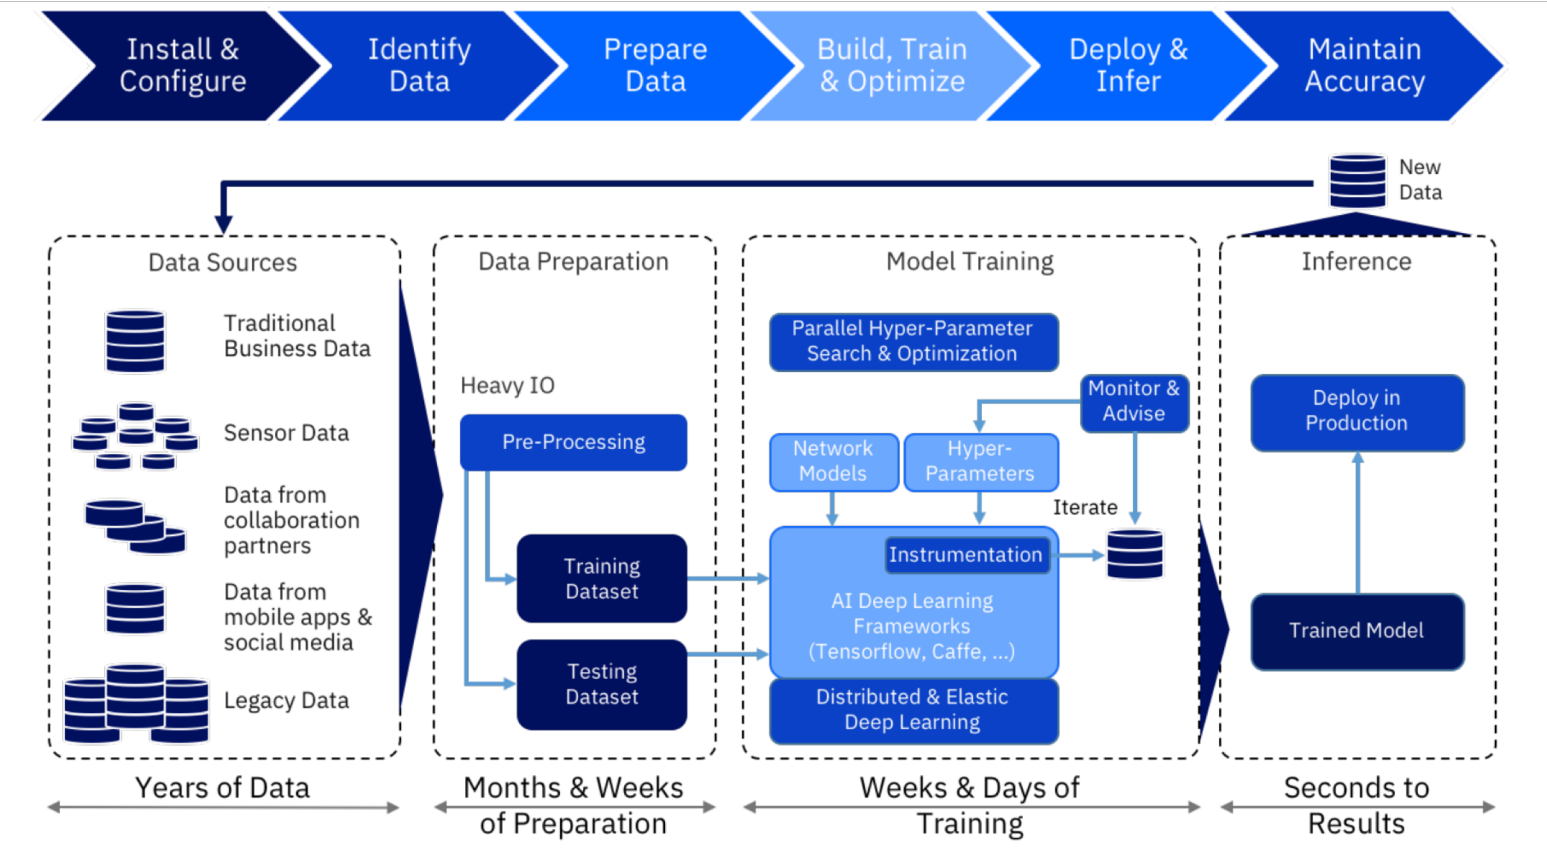 Install &
Configure
Identify
Data
Prepare
Data
Build, Train
& Optimize
Deploy &
Infer
Maintain
Accuracy
New
Data
Data Sources
Traditional
Business Data
Sensor Data
Data from
collaboration
partners
Data from
mobile apps &
social media
Legacy Data
Data Preparation
Heavy IO
Pre-Processing
Training
Dataset
Testing
Dataset
Model Training
Parallel Hyper-Parameter
Search & Optimization
Monitor &
Advise
Network
Models
Hyper-
Parameters
Iterate
Instrumentation
AI Deep Learning
Frameworks
(Tensorflow, Caffe, ...)
Distributed & Elastic
Deep Learning
Inference
Deploy in
Production
Trained Model
Years of Data
Months & Weeks
of Preparation
Weeks & Days of
Training
Seconds to
Results